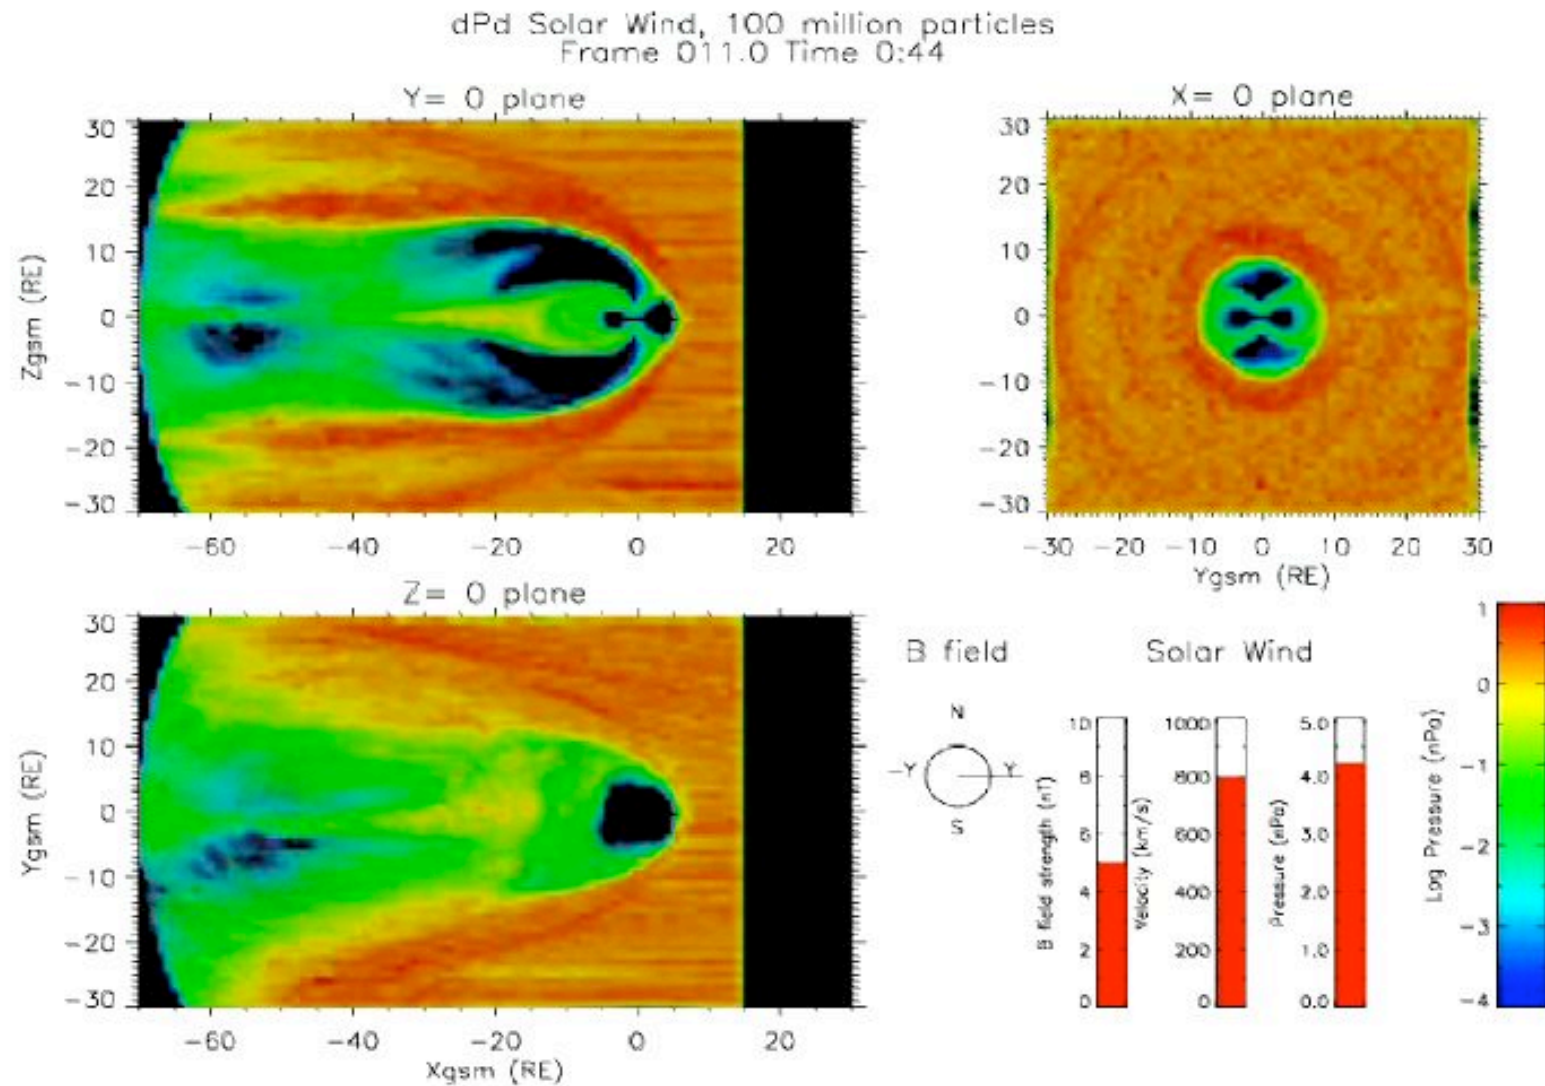 dPd Solar Wind, 100 million particles
Frame 011.0 Time 0:44
Y= 0 plane
X= 0 plane
30
20
10
0
-10
-20
-30
Zgsm (RE)
-60 -40 -20 0 20
30
20
10
0
-10
-20
-30
-30 -20 -10 0 10 20 30
Ygsm (RE)
Z= 0 plane
30
20
10
0
-10
-20
-30
Ygsm (RE)
-60 -40 -20 0 20
Xgsm (RE)
B field
N
-Y Y
S
Solar Wind
10
8
6
4
2
0
B field strength (nT)
1000
800
600
400
200
0
Velocity (km/s)
5.0
4.0
3.0
2.0
1.0
0.0
Pressure (nPa)
1
0
-1
-2
-3
-4
Log Pressure (nPa)